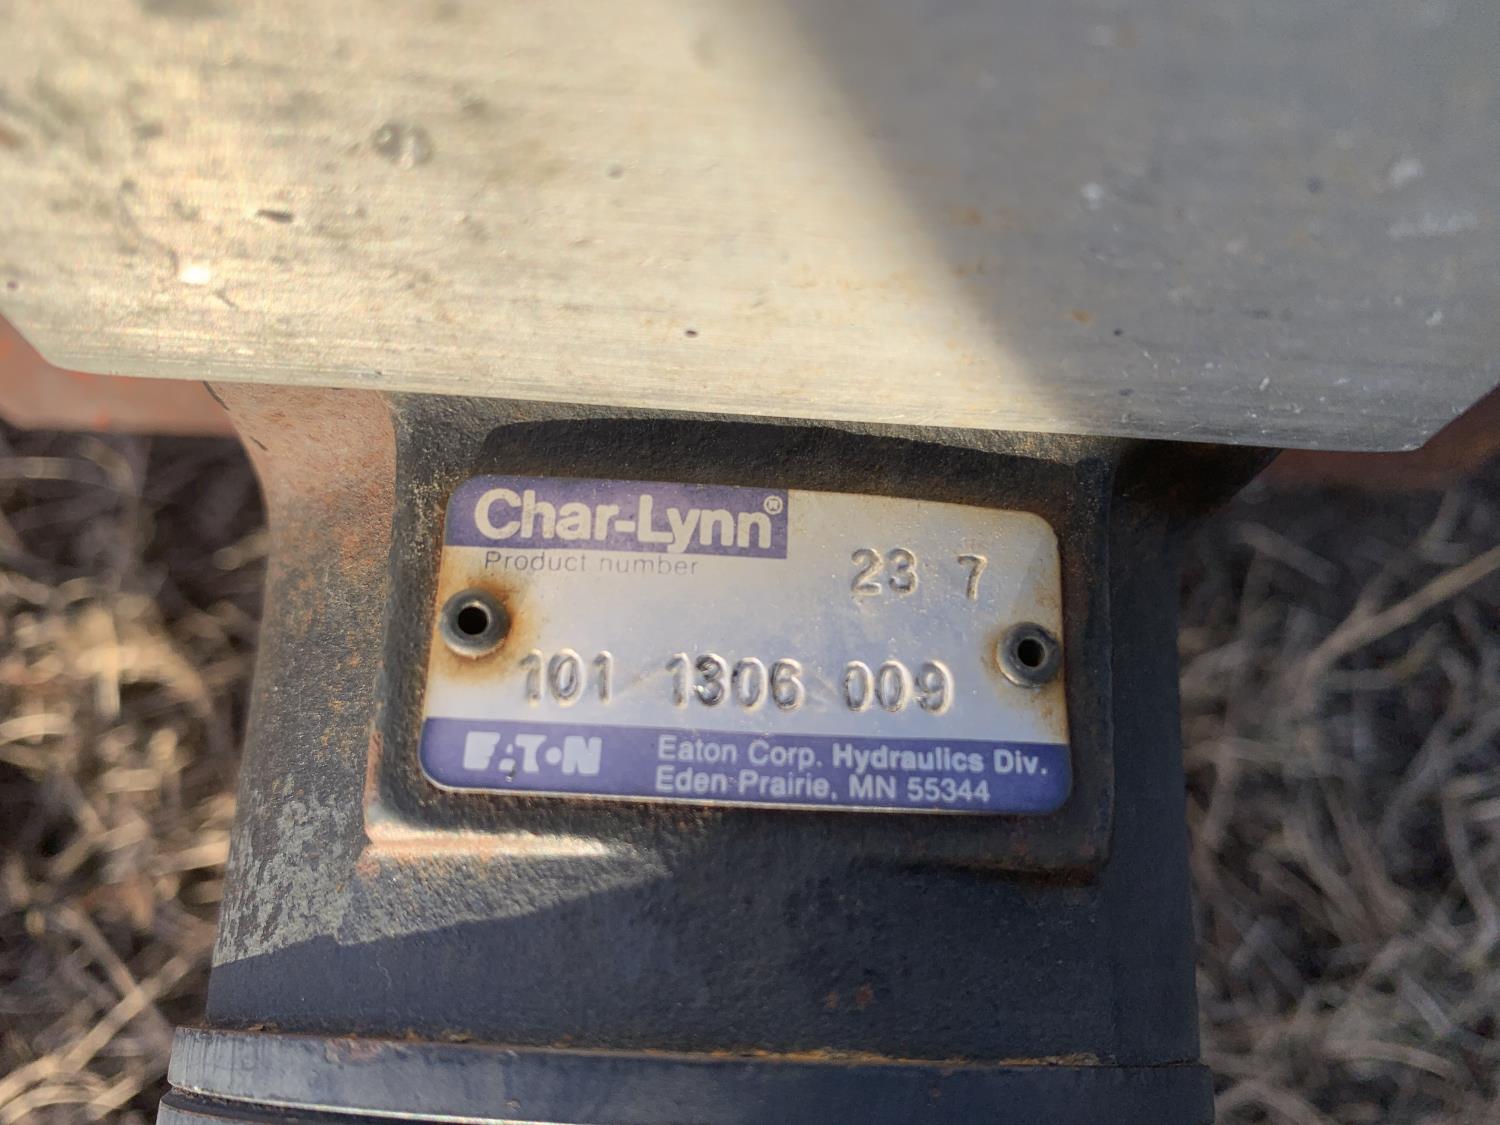 Char-Lynn®
Product number
23 7
101 1306 009
EATON
Eaton Corp. Hydraulics Div.
Eden Prairie, MN 55344